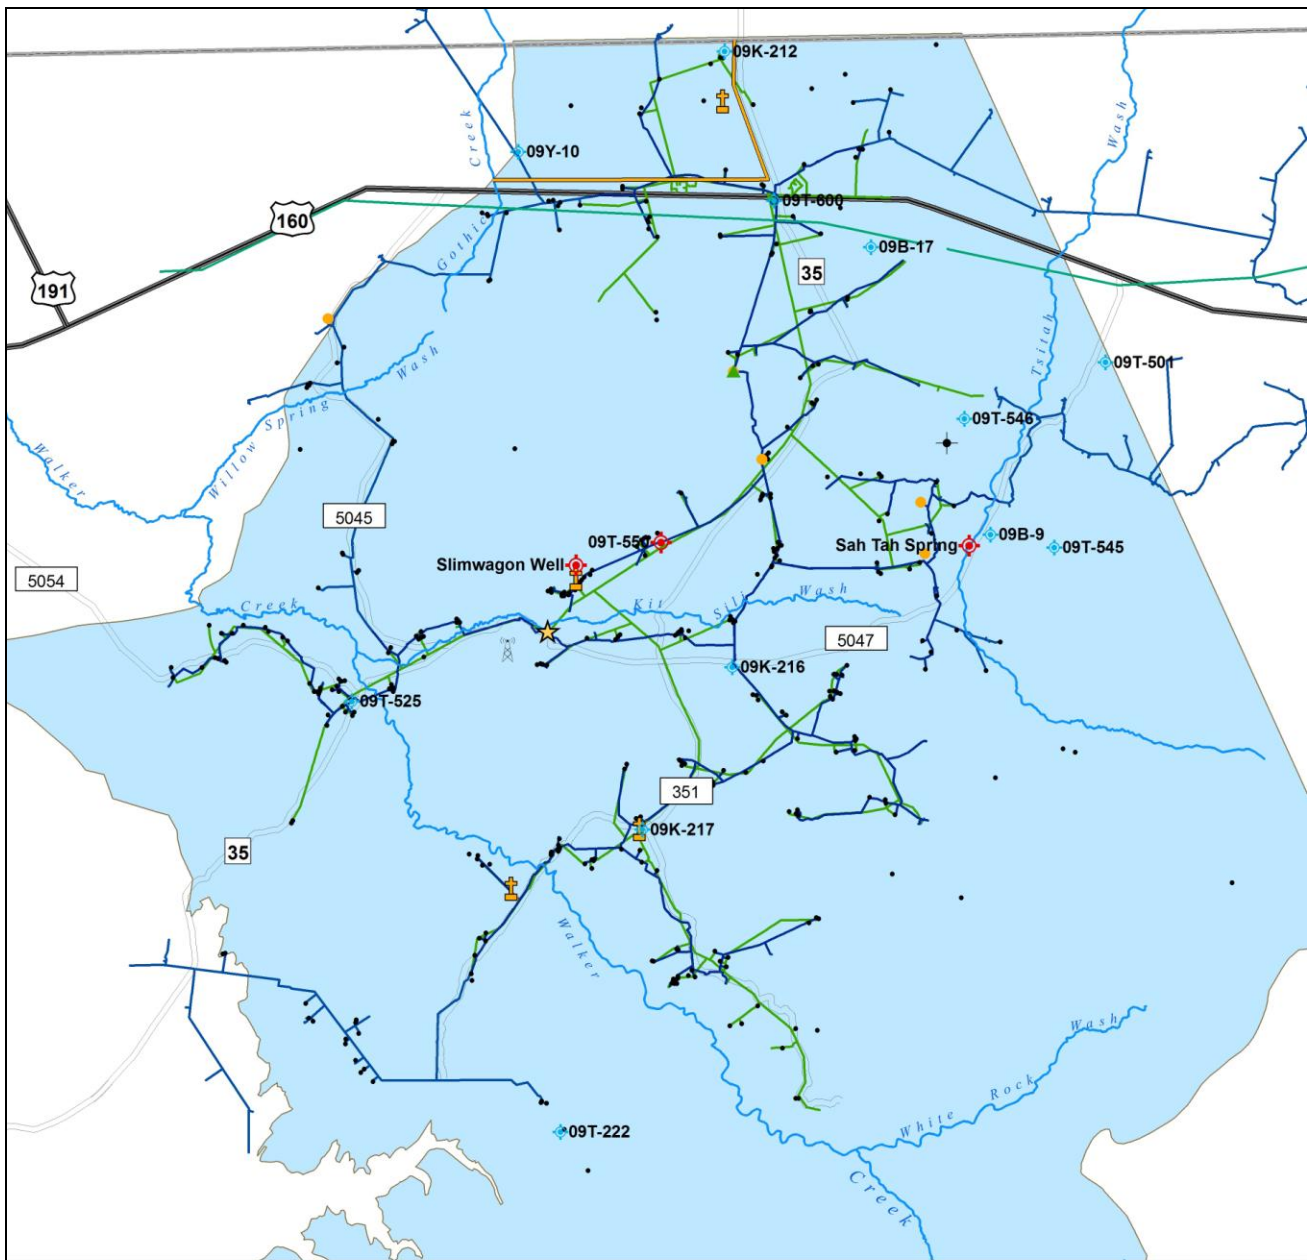 09K-212
09Y-10
Creek
Wash
160
09T-600
Gothic
09B-17
35
191
Tsitah
09T-501
Wash
Willow Spring
09T-546
Walker
5045
09T-550
Sah Tah Spring
09B-9
09T-545
Slimwagon Well
5054
Creek
Kit
Sili
Wash
5047
09K-216
09T-525
351
09K-217
35
Walker
Wash
Rock
White
09T-222
Creek